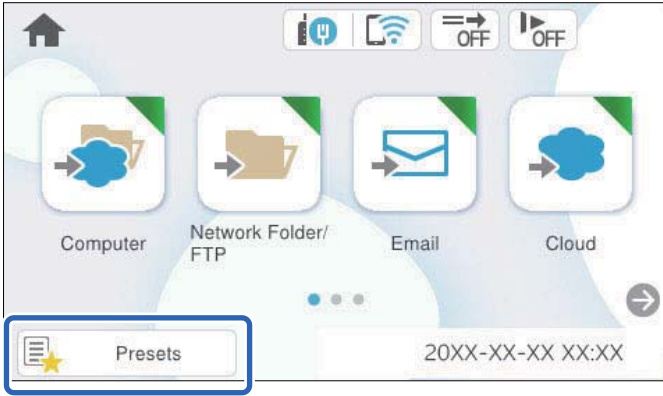 OFF
OFF
Computer
Network Folder/
FTP
Email
Cloud
Presets
20XX-XX-XX XX:XX